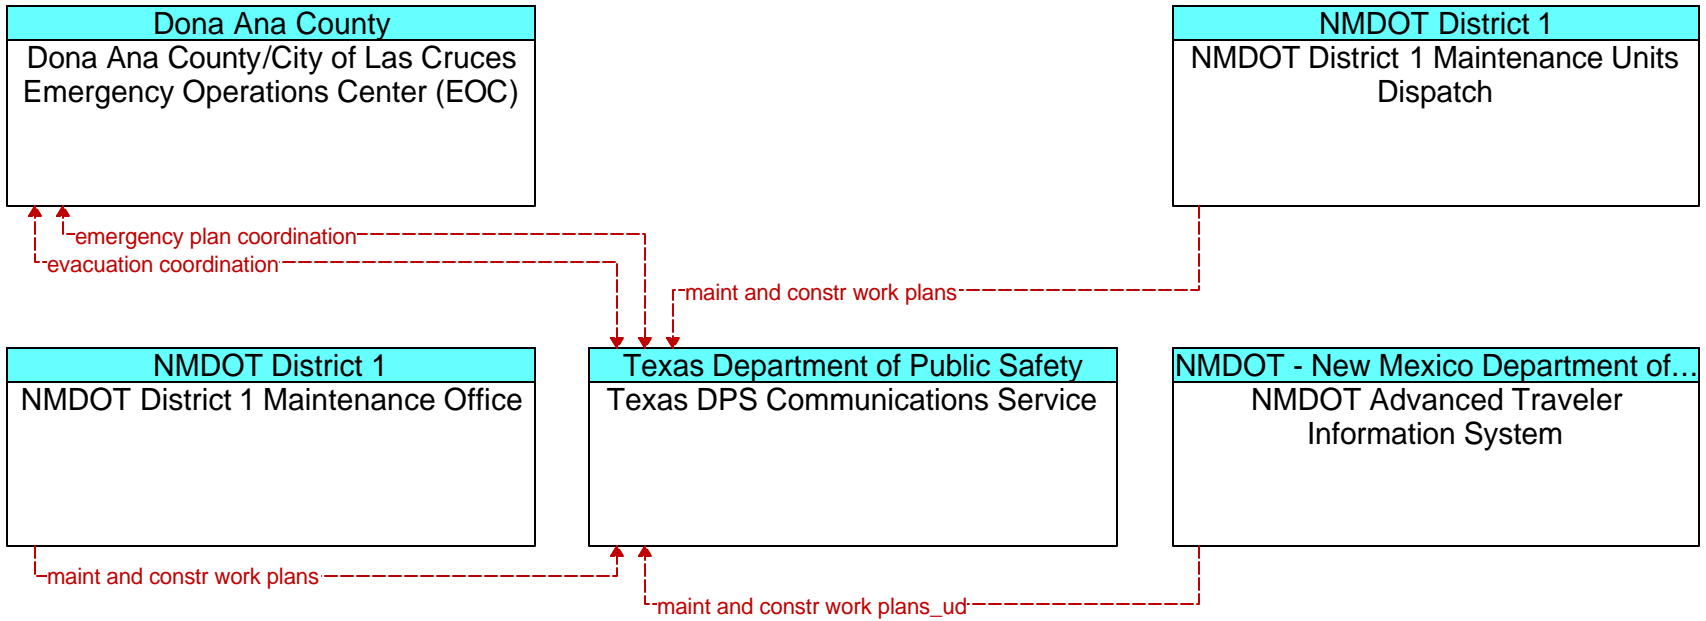 Dona Ana County
Dona Ana County/City of Las Cruces
Emergency Operations Center (EOC)
NMDOT District 1
NMDOT District 1 Maintenance Units
Dispatch
emergency plan coordination
evacuation coordination
maint and constr work plans
NMDOT District 1
NMDOT District 1 Maintenance Office
Texas Department of Public Safety
Texas DPS Communications Service
NMDOT - New Mexico Department of...
NMDOT Advanced Traveler
Information System
maint and constr work plans
maint and constr work plans_ud